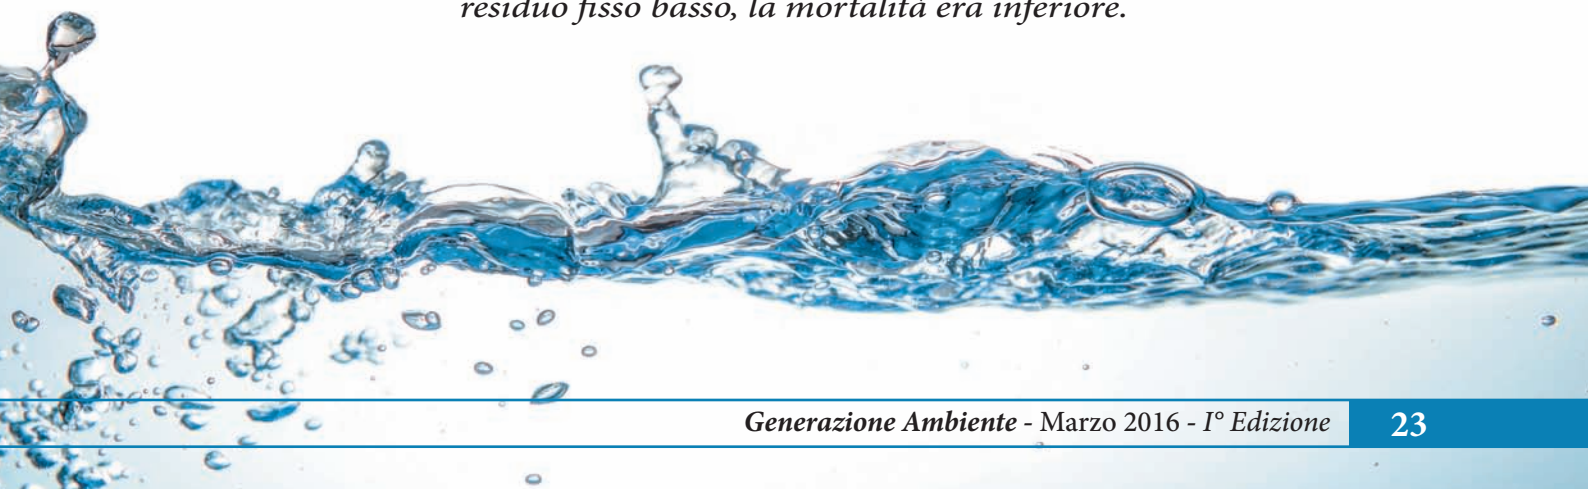 residuo fisso basso, la mortalità era inferiore.
Generazione Ambiente - Marzo 2016 - I° Edizione 23